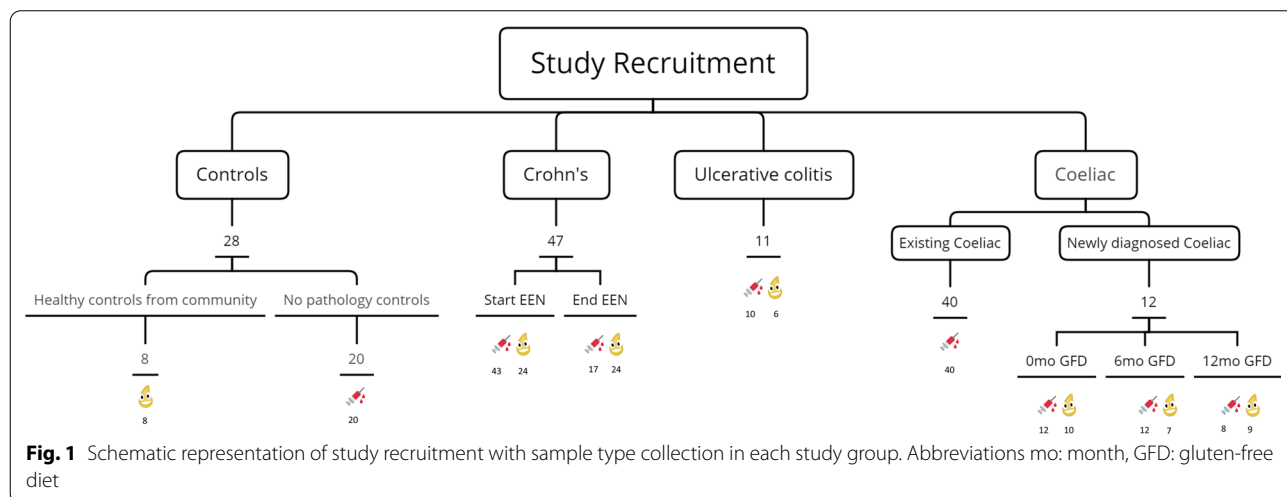 Study Recruitment
Controls
Crohn's
Ulcerative colitis
Coeliac
28
47
11
Existing Coeliac
Newly diagnosed Coeliac
Healthy controls from community
No pathology controls
Start EEN
End EEN
10 6
40
12
8
20
43 24
17 24
40
0mo GFD
6mo GFD
12mo GFD
8
20
12 10
12 7
8 9
Fig. 1 Schematic representation of study recruitment with sample type collection in each study group. Abbreviations mo: month, GFD: gluten-free
diet